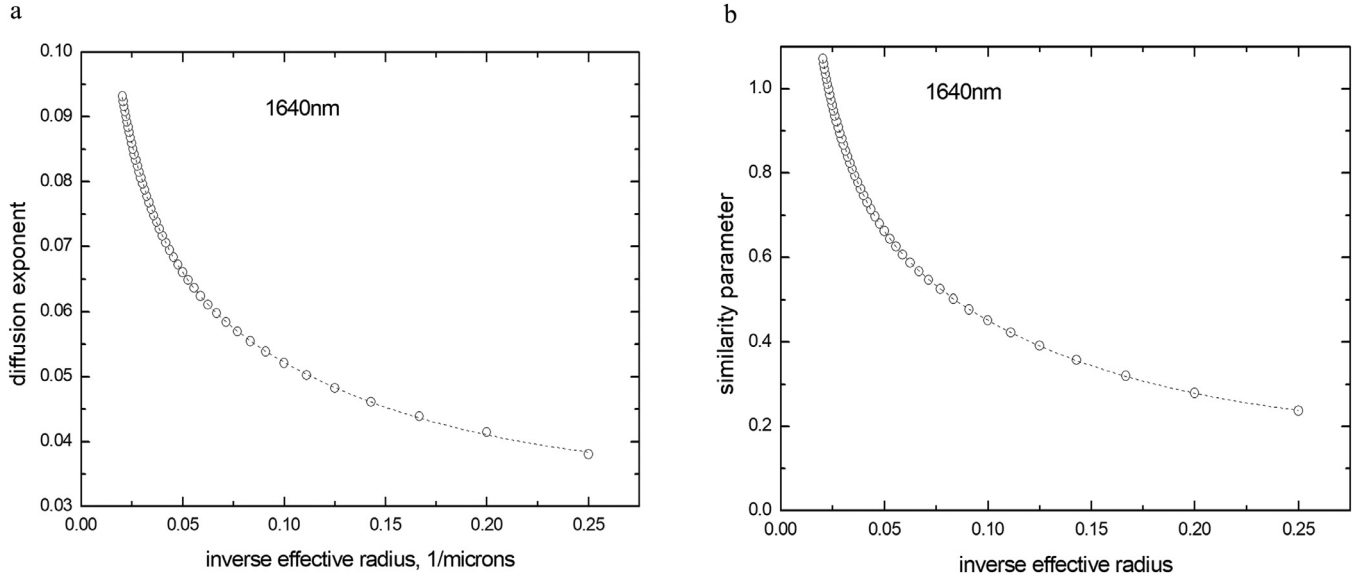 a
0.10
0.09
0.08
0.07
0.06
0.05
0.04
0.03
diffusion exponent
1640nm
0.00 0.05 0.10 0.15 0.20 0.25
inverse effective radius, 1/microns
b
1.0
0.8
0.6
0.4
0.2
0.0
similarity parameter
1640nm
0.00 0.05 0.10 0.15 0.20 0.25
inverse effective radius